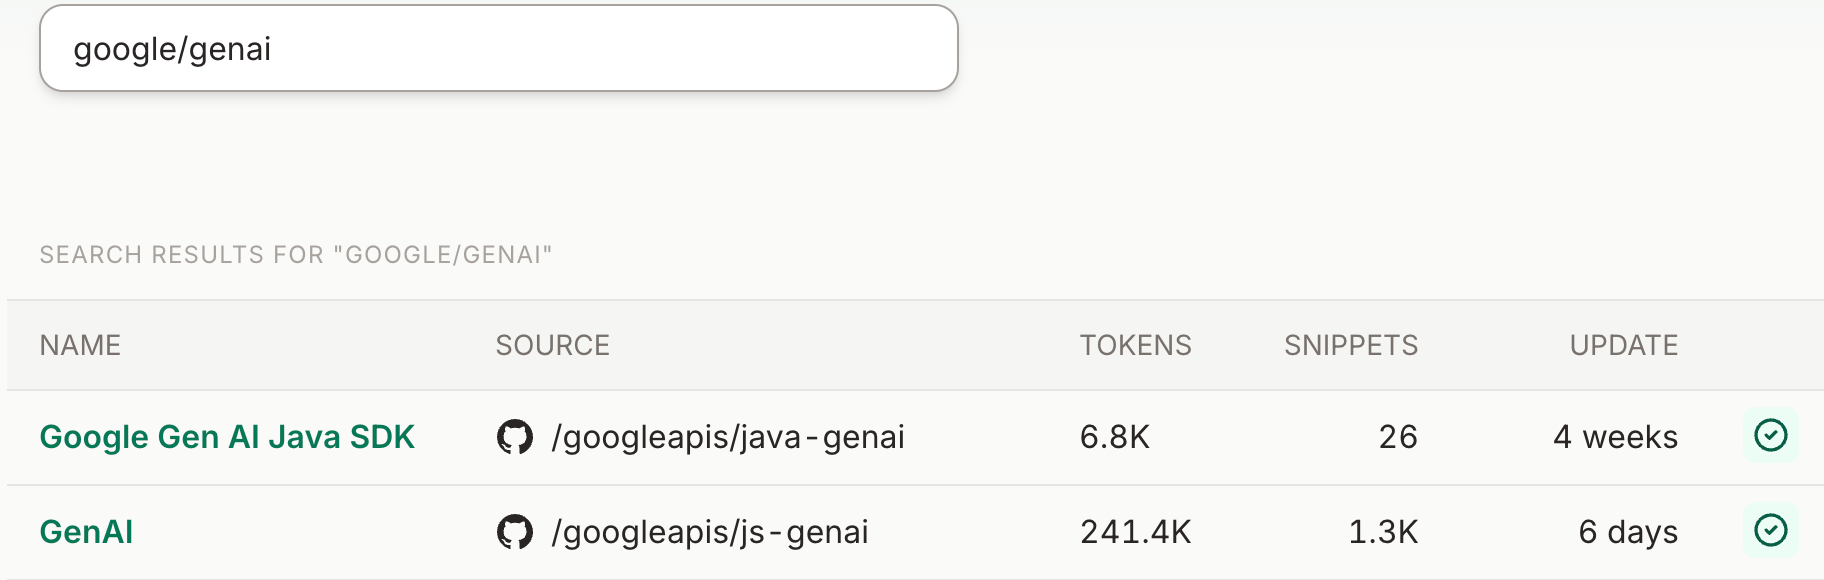 google/genai
SEARCH RESULTS FOR "GOOGLE/GENAI"
NAME SOURCE TOKENS SNIPPETS UPDATE
Google Gen AI Java SDK /googleapis/java-genai 6.8K 26 4 weeks
GenAI /googleapis/js-genai 241.4K 1.3K 6 days